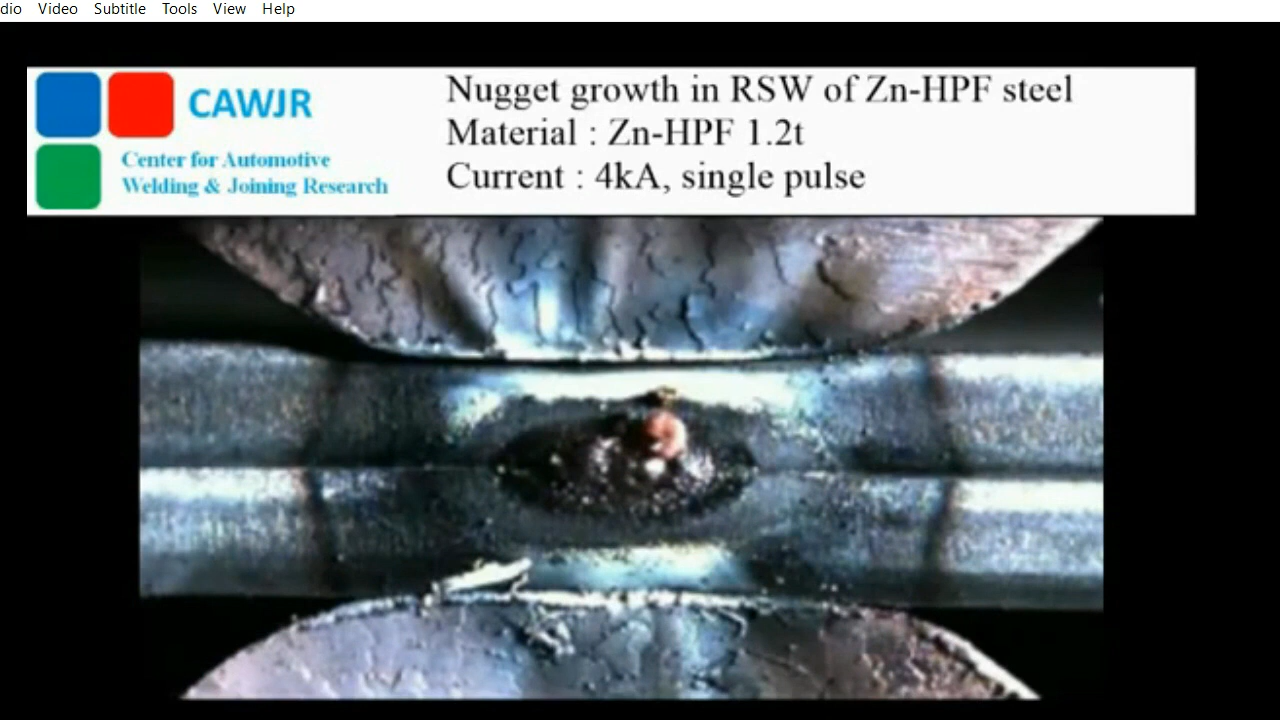 dio Video Subtitle Tools View Help
CAWJR
Center for Automotive
Welding & Joining Research
Nugget growth in RSW of Zn-HPF steel
Material : Zn-HPF 1.2t
Current : 4kA, single pulse